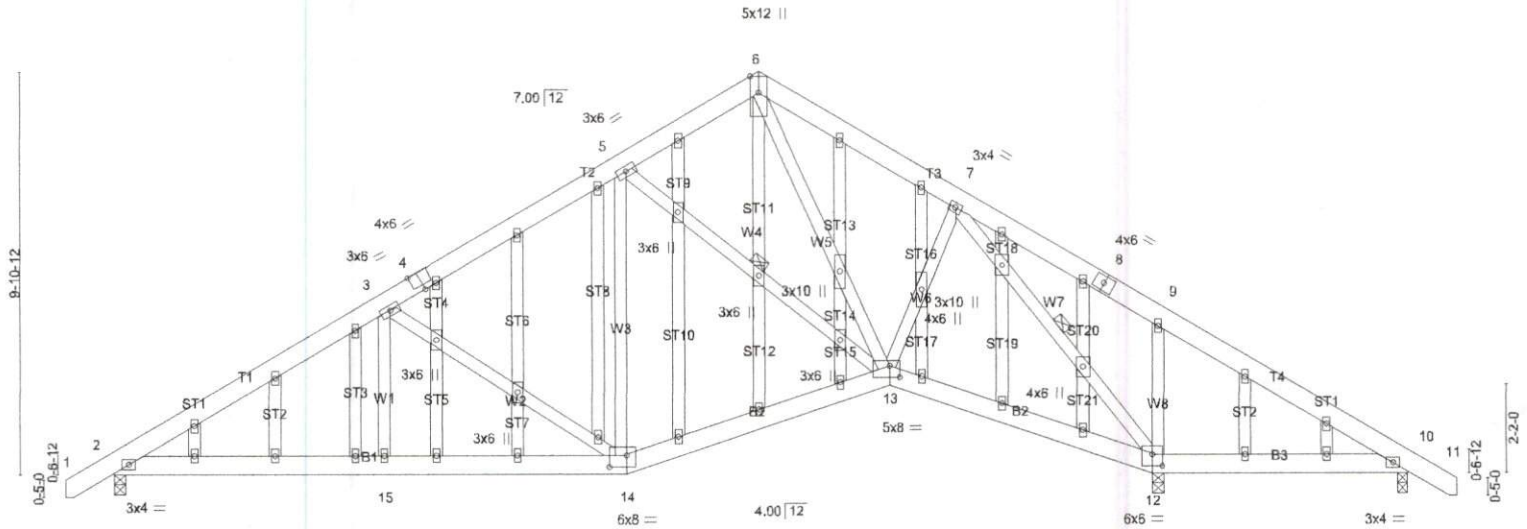 5x12 ||
6
7.00 12
3x6 =
5
T2
ST9
T3
3x4 =
7
4x6 =
3x6 =
4
3
ST11
W4
ST13
W5
ST16
ST18
4x6 =
8
9
9-10-12
ST4
ST6
ST8
W3
3x6 ||
3x10 ||
W6
3x10 ||
4x6 ||
W7
ST20
T1
ST3
W1
ST5
3x6 ||
W2
ST7
3x6 ||
ST10
3x6 ||
ST12
ST14
ST15
3x6 ||
ST17
ST19
4x6 ||
ST21
W8
T4
ST1
ST2
ST2
ST1
2
1
0-6-12
0-5-0
B1
B2
13
B2
B3
10
11
0-6-12
0-5-0
2-2-0
5x8 =
3x4 =
15
14
6x8 =
4.00 12
12
6x6 =
3x4 =